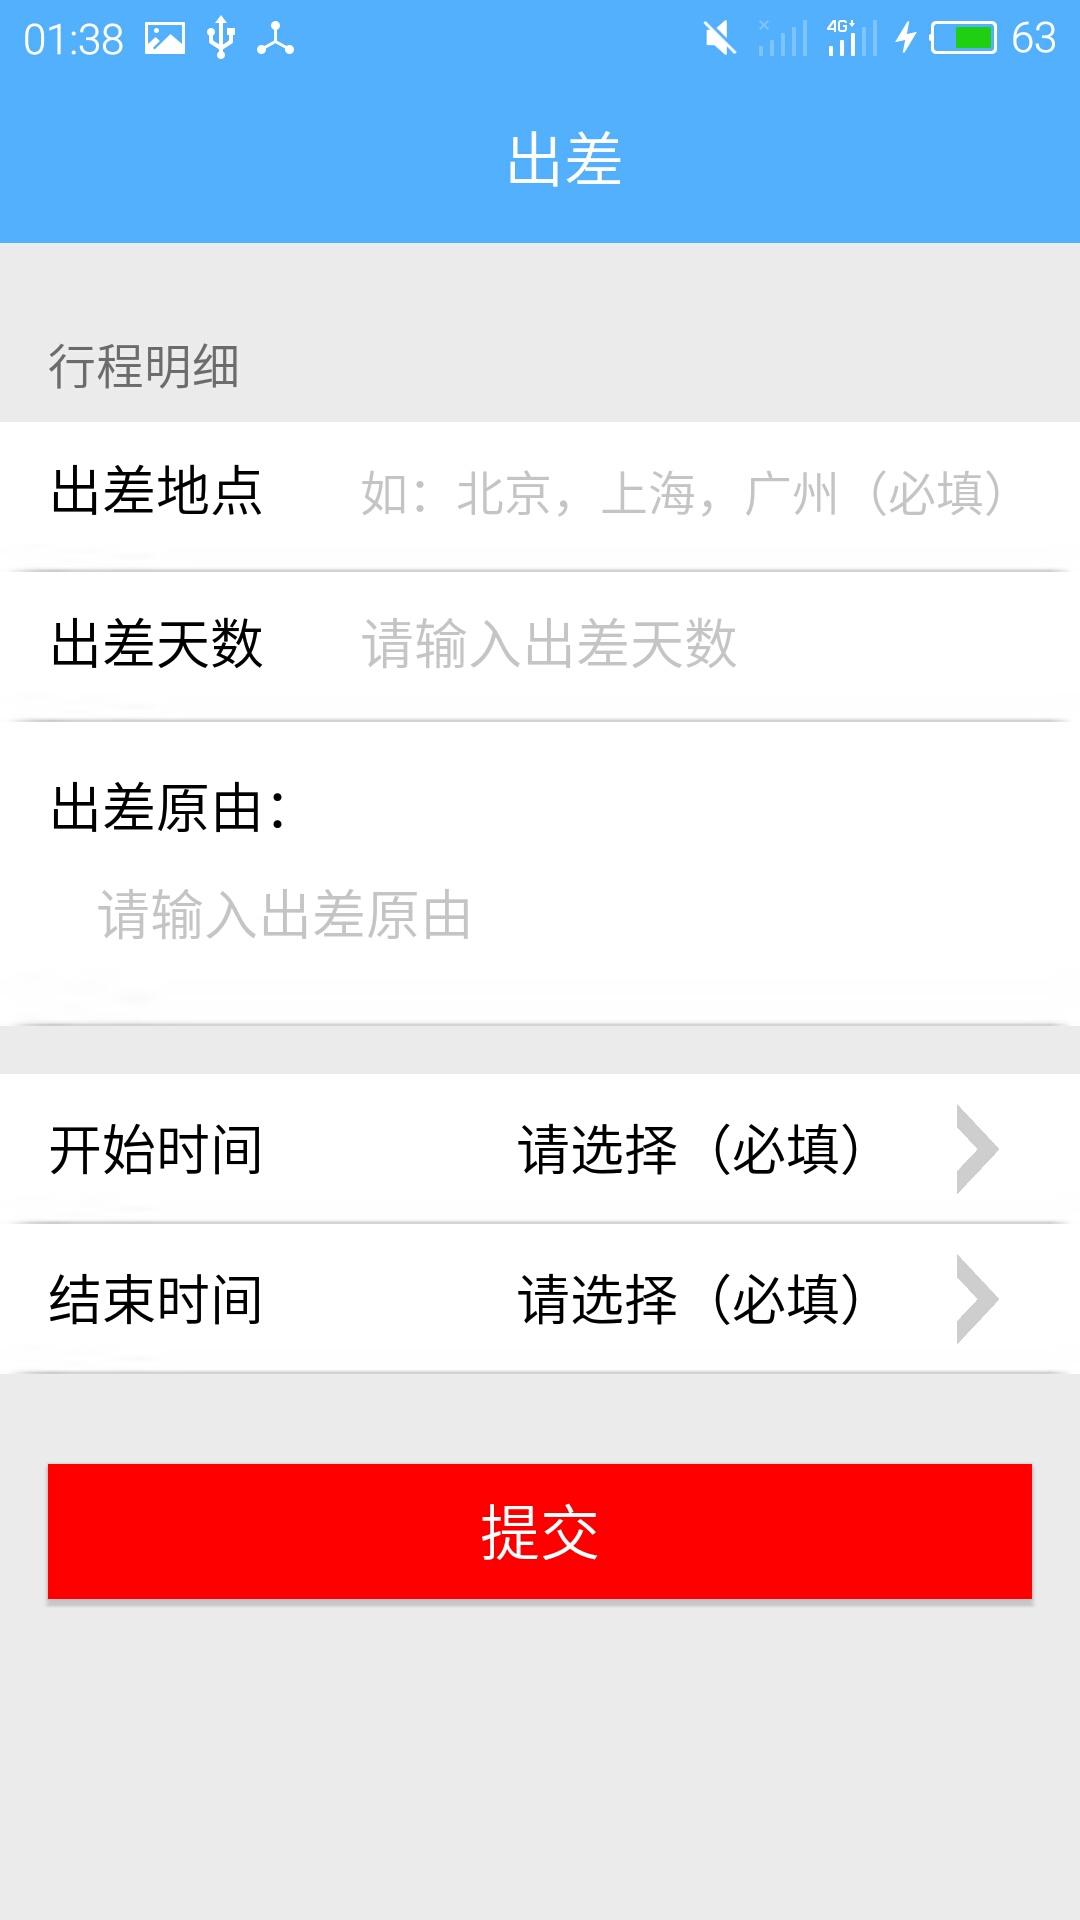 01:38 4G+ 63
出差
行程明细
出差地点 如：北京，上海，广州（必填）
出差天数 请输入出差天数
出差原由：
请输入出差原由
开始时间 请选择（必填）
结束时间 请选择（必填）
提交